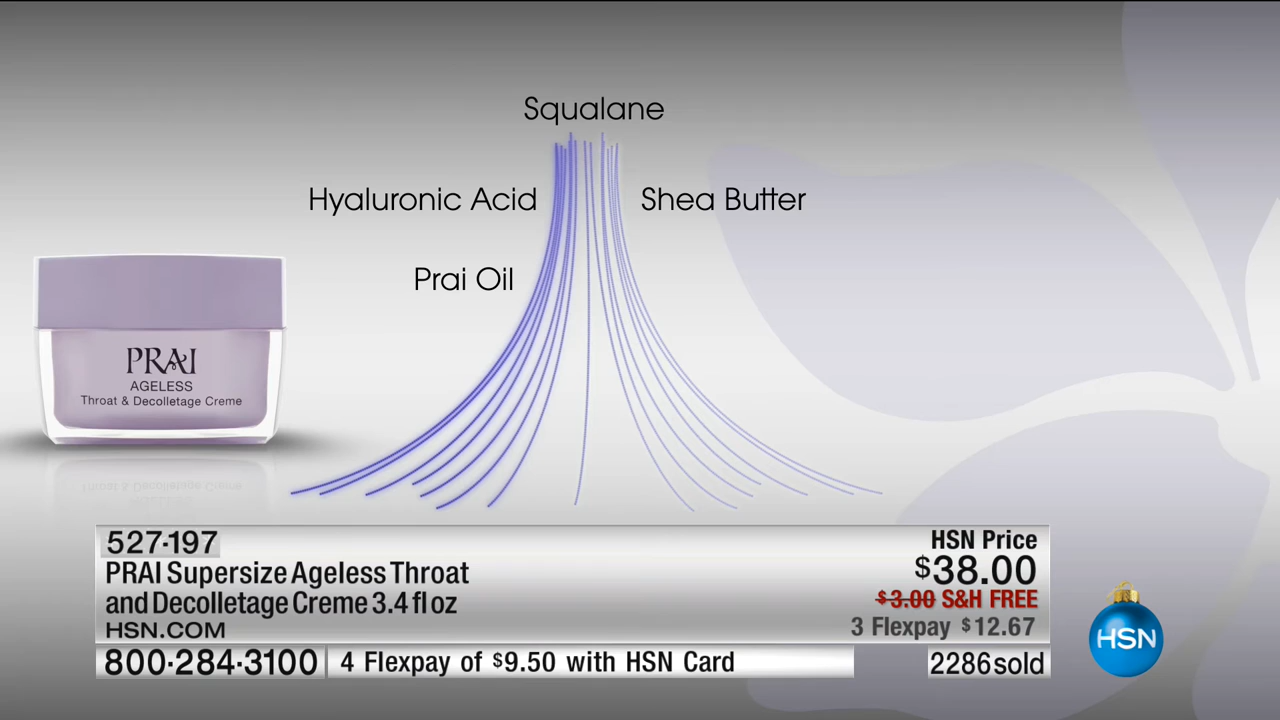 Squalane
Hyaluronic Acid
Shea Butter
Prai Oil
PRAI
AGELESS
Throat & Decolletage Creme
527-197
PRAI Supersize Ageless Throat
and Decolletage Creme 3.4 fl oz
HSN.COM
HSN Price
$38.00
$3.00 S&H FREE
3 Flexpay $12.67
800-284-3100
4 Flexpay of $9.50 with HSN Card
2286 sold
HSN